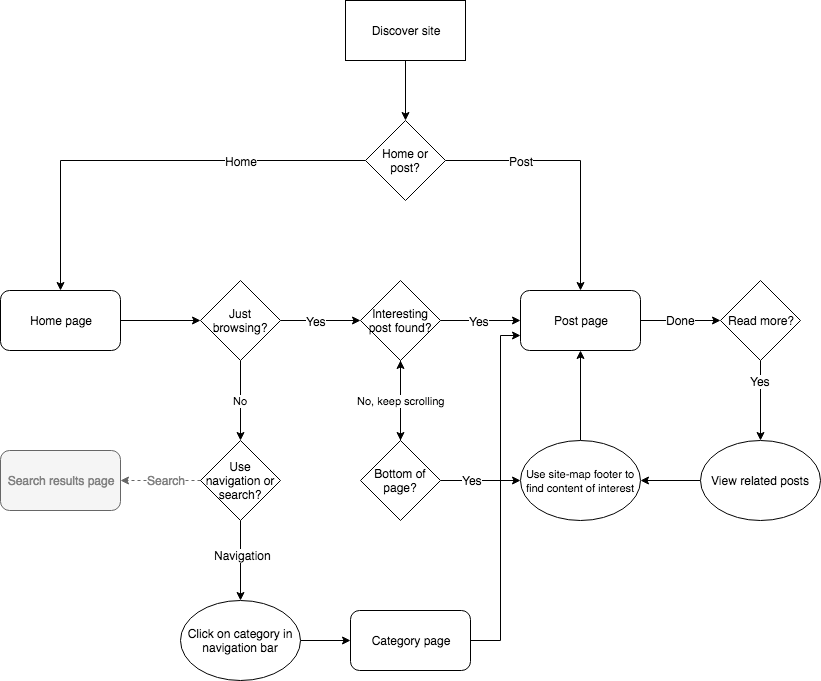 Discover site
Home or
post?
Home
Post
Home page
Just
browsing?
Yes
Interesting
post found?
Yes
Post page
Done
Read more?
No
No, keep scrolling
Yes
Search results page
Search
Use
navigation or
search?
Bottom of
page?
Yes
Use site-map footer to
find content of interest
View related posts
Navigation
Click on category in
navigation bar
Category page